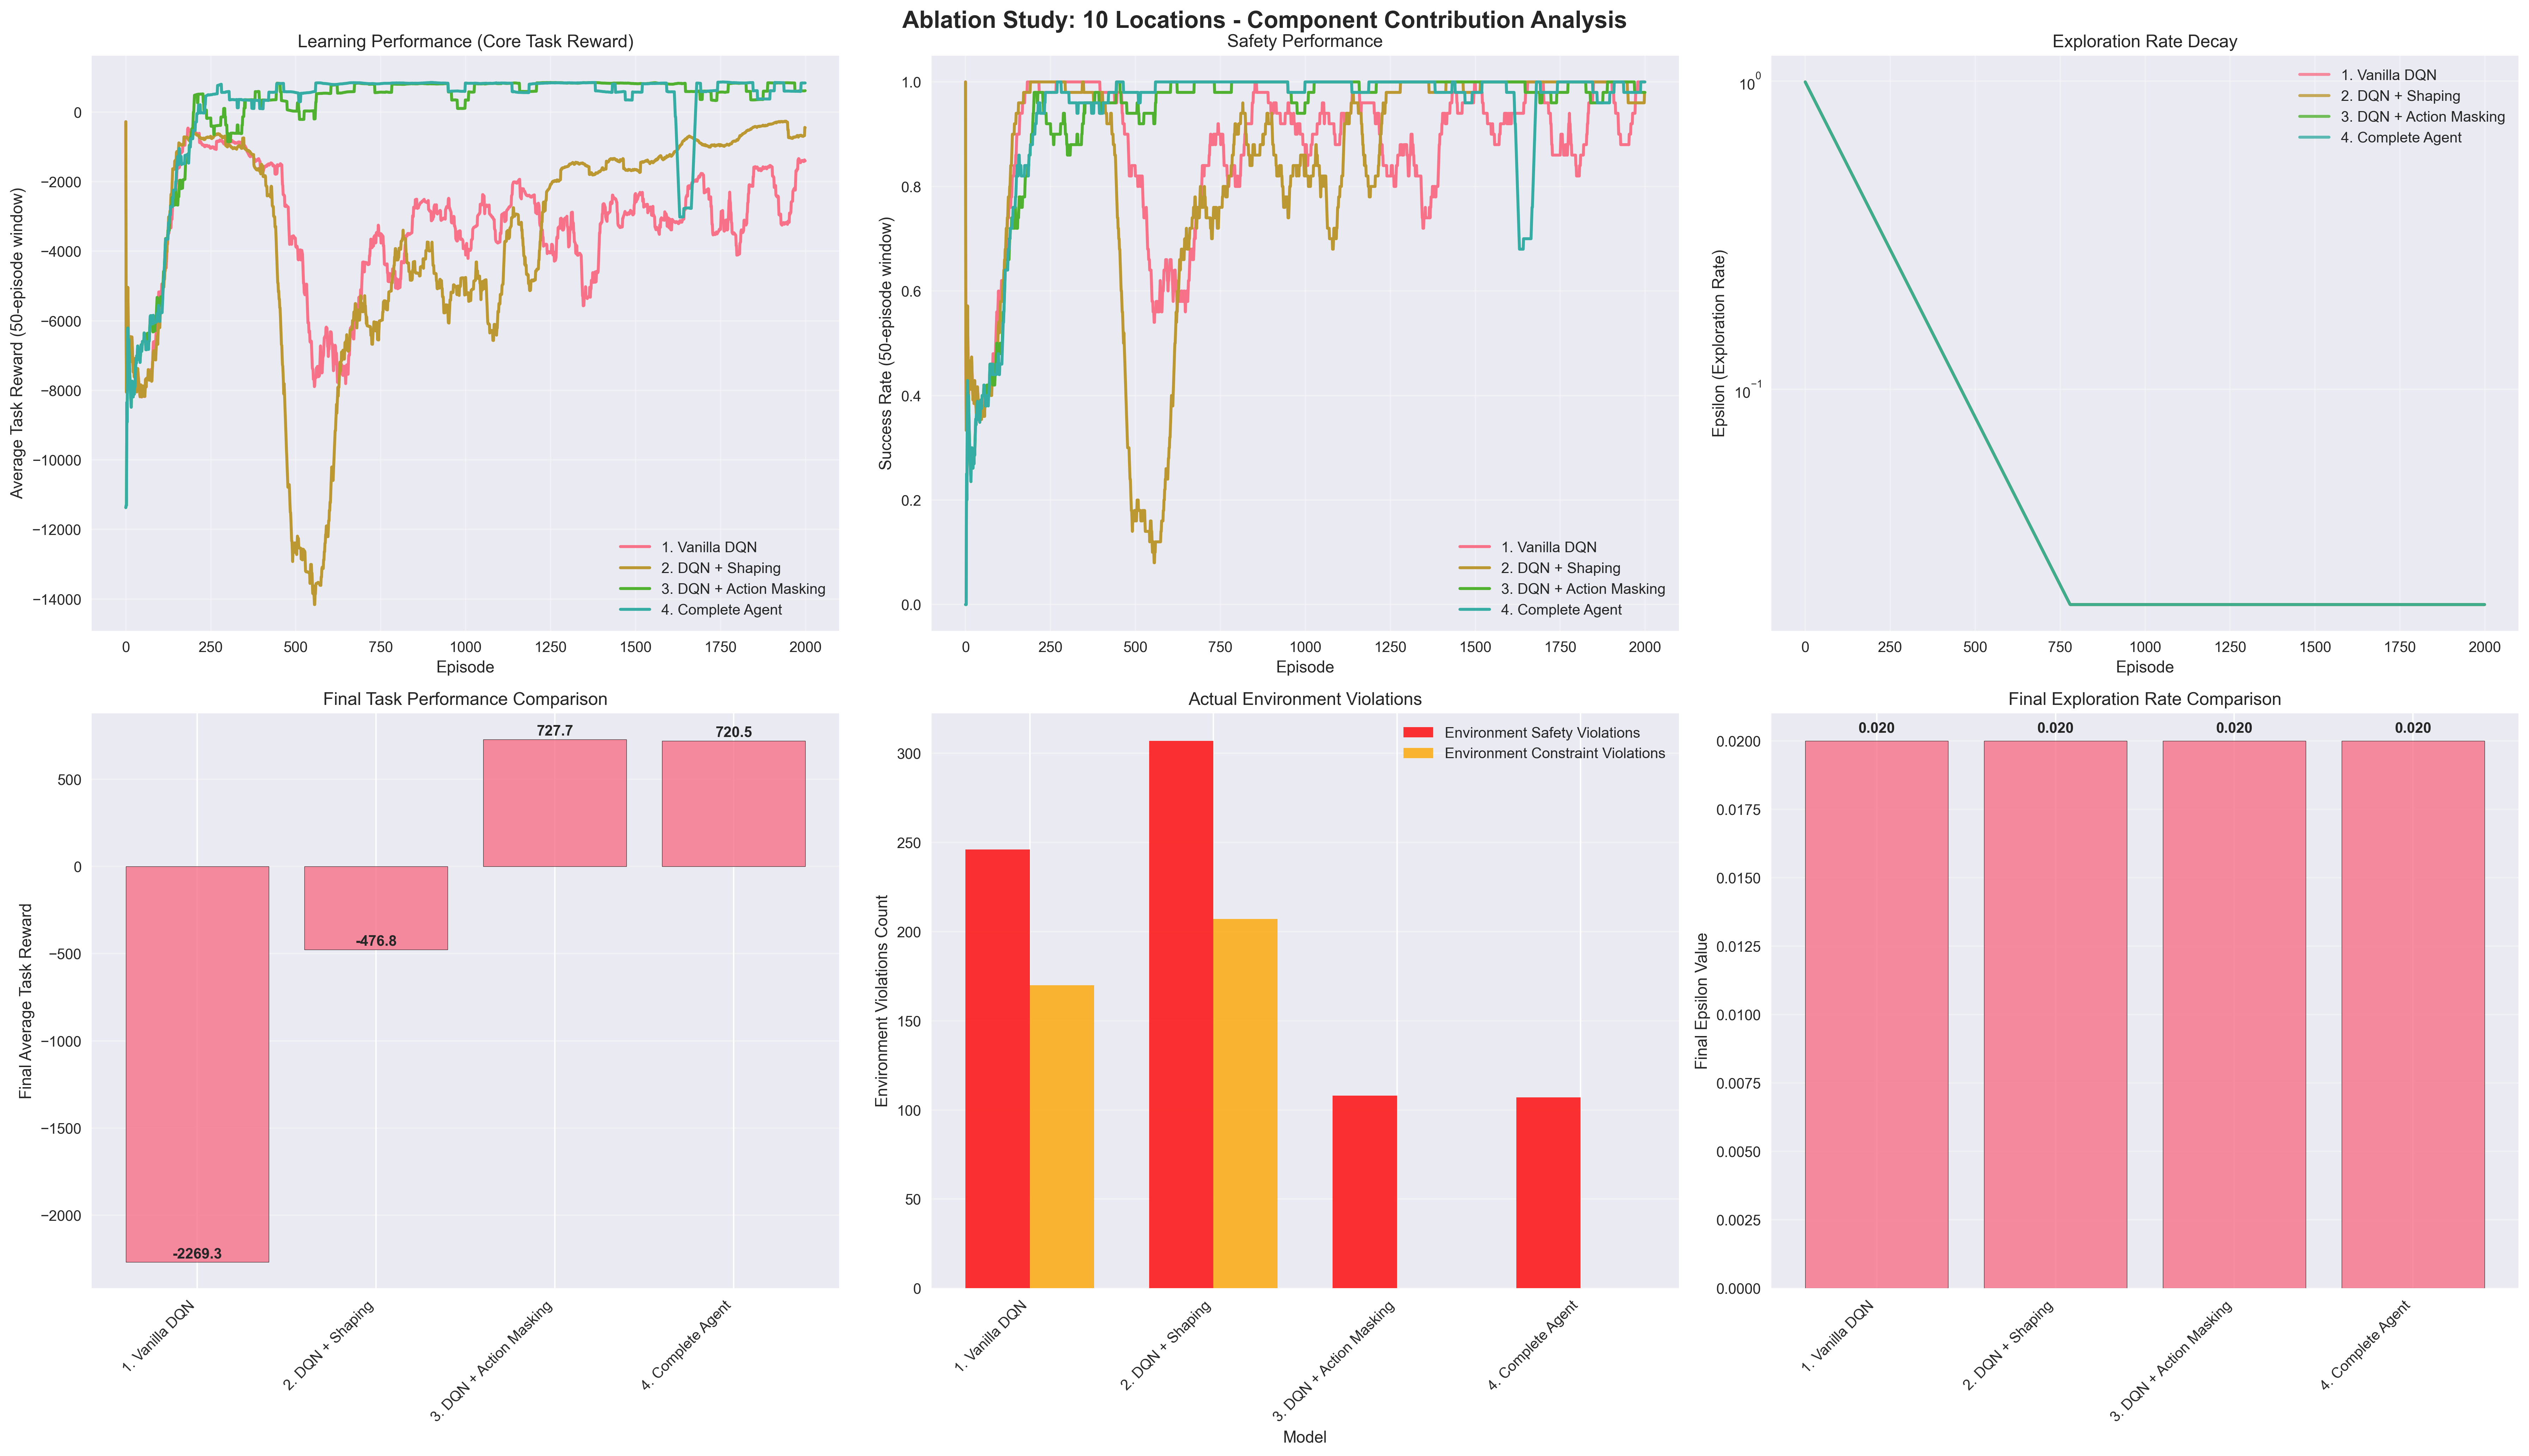 Ablation Study: 10 Locations - Component Contribution Analysis
Learning Performance (Core Task Reward)
Average Task Reward (50-episode window)
0
−2000
−4000
−6000
−8000
−10000
−12000
−14000
1. Vanilla DQN
2. DQN + Shaping
3. DQN + Action Masking
4. Complete Agent
0 250 500 750 1000 1250 1500 1750 2000
Episode
Safety Performance
Success Rate (50-episode window)
1.0
0.8
0.6
0.4
0.2
0.0
1. Vanilla DQN
2. DQN + Shaping
3. DQN + Action Masking
4. Complete Agent
0 250 500 750 1000 1250 1500 1750 2000
Episode
Exploration Rate Decay
Epsilon (Exploration Rate)
10⁰
10⁻¹
1. Vanilla DQN
2. DQN + Shaping
3. DQN + Action Masking
4. Complete Agent
0 250 500 750 1000 1250 1500 1750 2000
Episode
Final Task Performance Comparison
Final Average Task Reward
500
0
−500
−1000
−1500
−2000
-2269.3
-476.8
727.7
720.5
1. Vanilla DQN
2. DQN + Shaping
3. DQN + Action Masking
4. Complete Agent
Actual Environment Violations
Environment Violations Count
300
250
200
150
100
50
0
Environment Safety Violations
Environment Constraint Violations
1. Vanilla DQN
2. DQN + Shaping
3. DQN + Action Masking
4. Complete Agent
Model
Final Exploration Rate Comparison
Final Epsilon Value
0.0200
0.0175
0.0150
0.0125
0.0100
0.0075
0.0050
0.0025
0.0000
0.020
0.020
0.020
0.020
1. Vanilla DQN
2. DQN + Shaping
3. DQN + Action Masking
4. Complete Agent